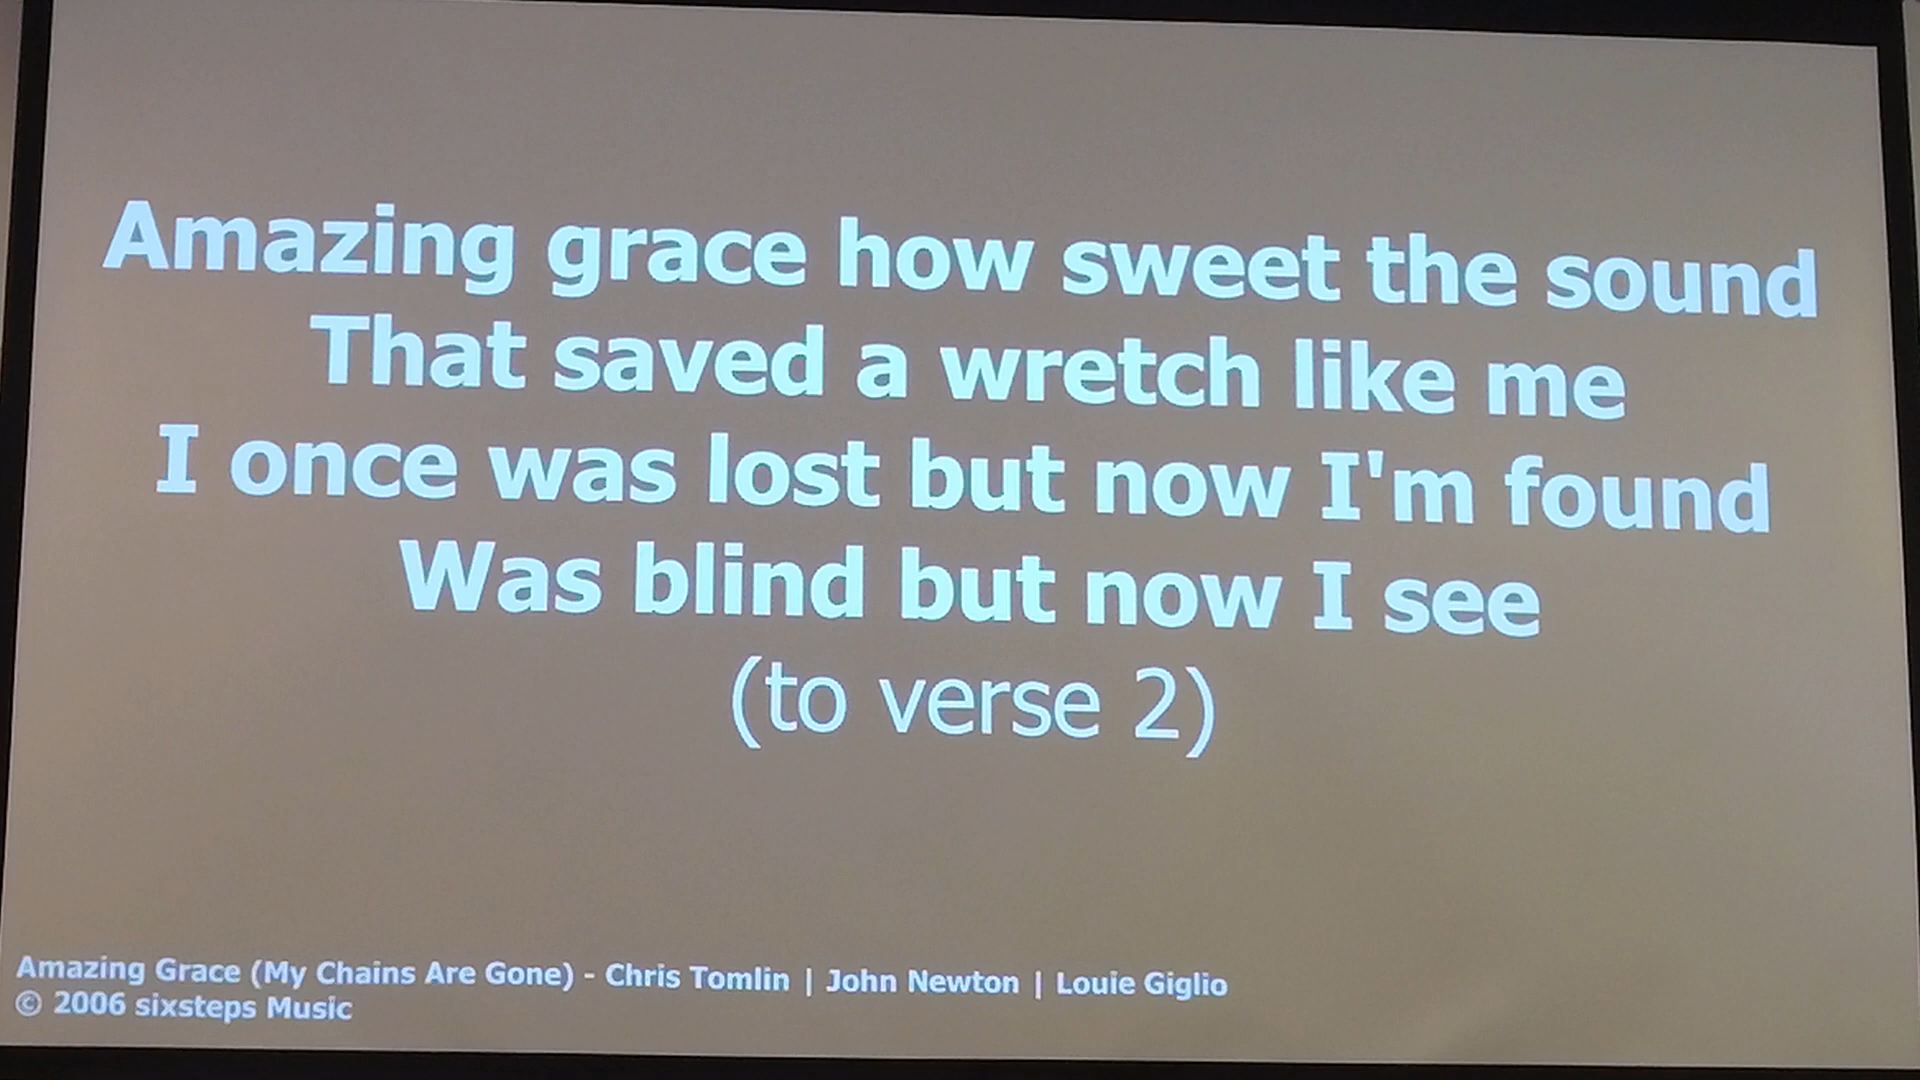 Amazing grace how sweet the sound
That saved a wretch like me
I once was lost but now I'm found
Was blind but now I see
(to verse 2)
Amazing Grace (My Chains Are Gone) - Chris Tomlin | John Newton | Louie Giglio
© 2006 sixsteps Music